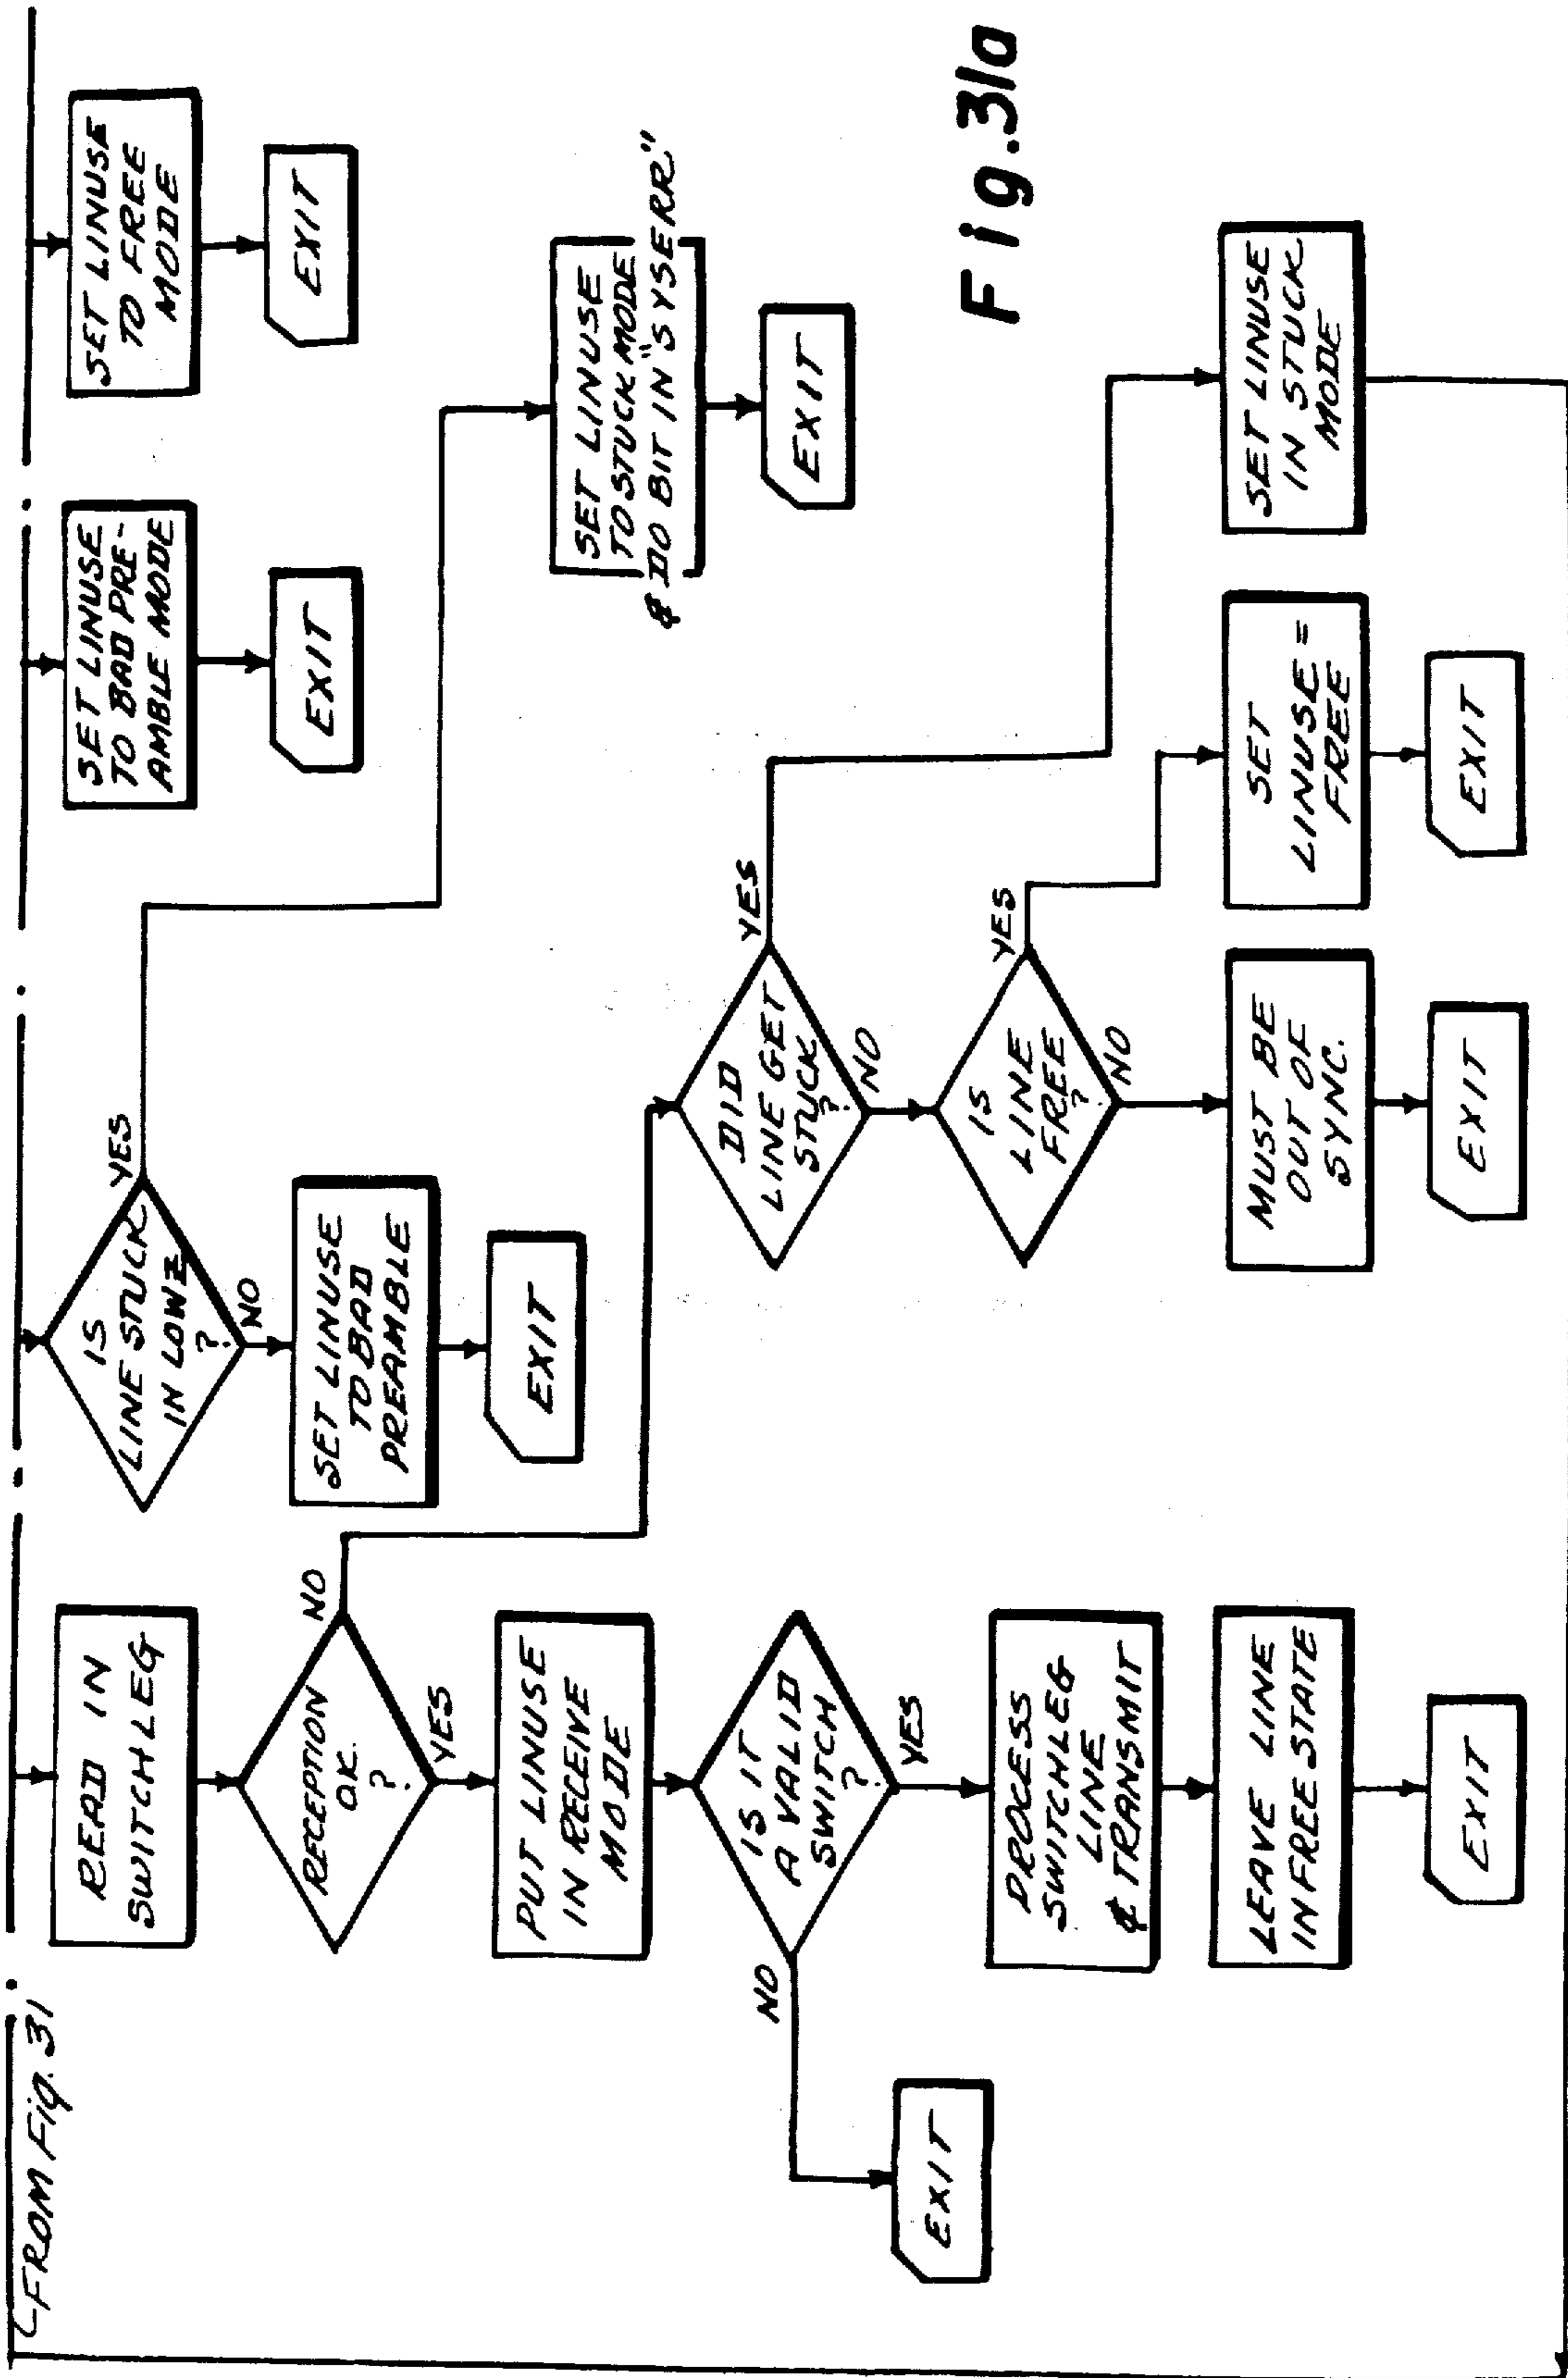 FROM Fig. 31
READ IN
SWITCHLEG
RECEPTION
OK.
?
NO
YES
PUT LINUSE
IN RECEIVE
MODE
IS IT
A VALID
SWITCH
?
NO
EXIT
YES
PROCESS
SWITCHLEG
LINE
& TRANSMIT
LEAVE LINE
IN FREE STATE
EXIT
IS
LINE STUCK
IN LOW Z
?
YES
NO
SET LINUSE
TO BAD
PREAMBLE
EXIT
SET LINUSE
TO BAD PRE-
AMBLE MODE
EXIT
SET LINUSE
TO FREE
MODE
EXIT
SET LINUSE
TO STUCK MODE
& DO BIT IN "SYSERR"
EXIT
DID
LINE GET
STUCK
?
YES
NO
IS
LINE
FREE
?
YES
NO
MUST BE
OUT OF
SYNC.
EXIT
SET
LINUSE =
FREE
EXIT
SET LINUSE
IN STUCK
MODE
Fig. 31a